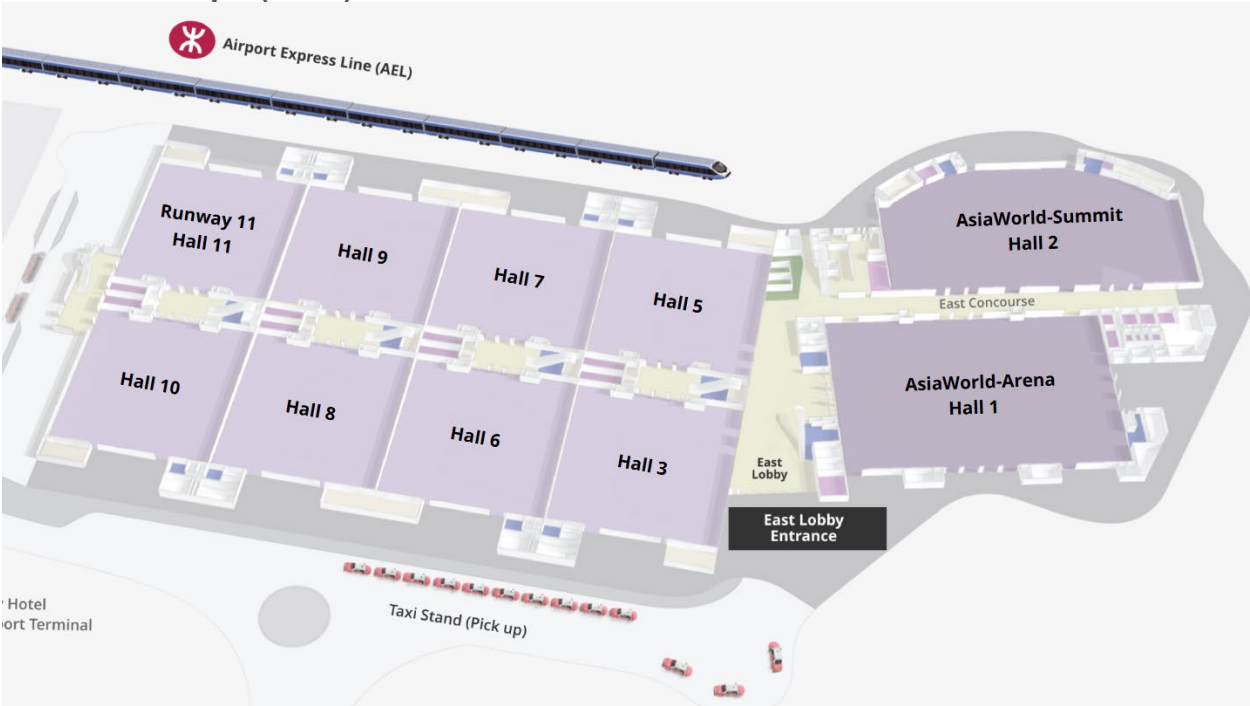 Airport Express Line (AEL)
Runway 11
Hall 11
Hall 9
Hall 7
Hall 5
AsiaWorld-Summit
Hall 2
East Concourse
Hall 10
Hall 8
Hall 6
Hall 3
AsiaWorld-Arena
Hall 1
East
Lobby
East Lobby
Entrance
Taxi Stand (Pick up)
Hotel
ort Terminal